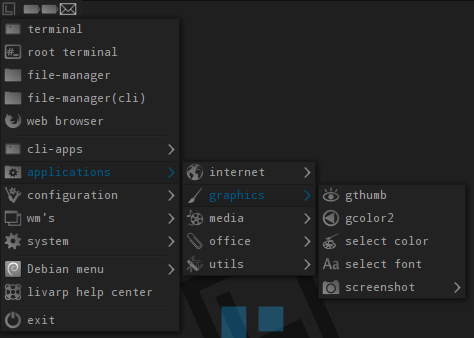 terminal
root terminal
file-manager
file-manager(cli)
web browser
cli-apps
applications
configuration
wm's
system
Debian menu
livarp help center
exit
internet
graphics
media
office
utils
gthumb
gcolor2
select color
Aa select font
screenshot